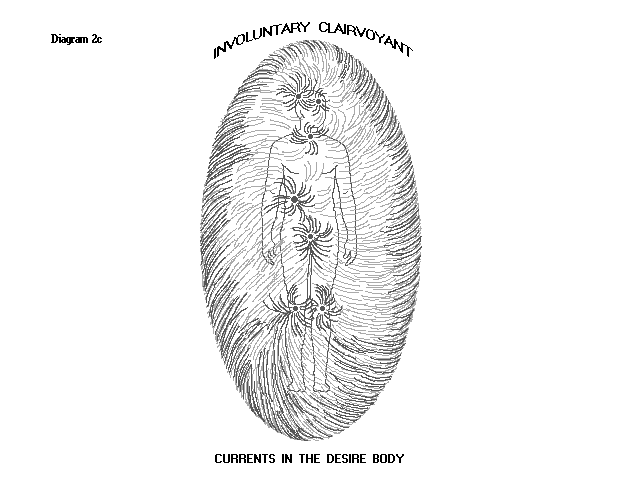 Diagram 2c
INVOLUNTARY CLAIRVOYANT
CURRENTS IN THE DESIRE BODY